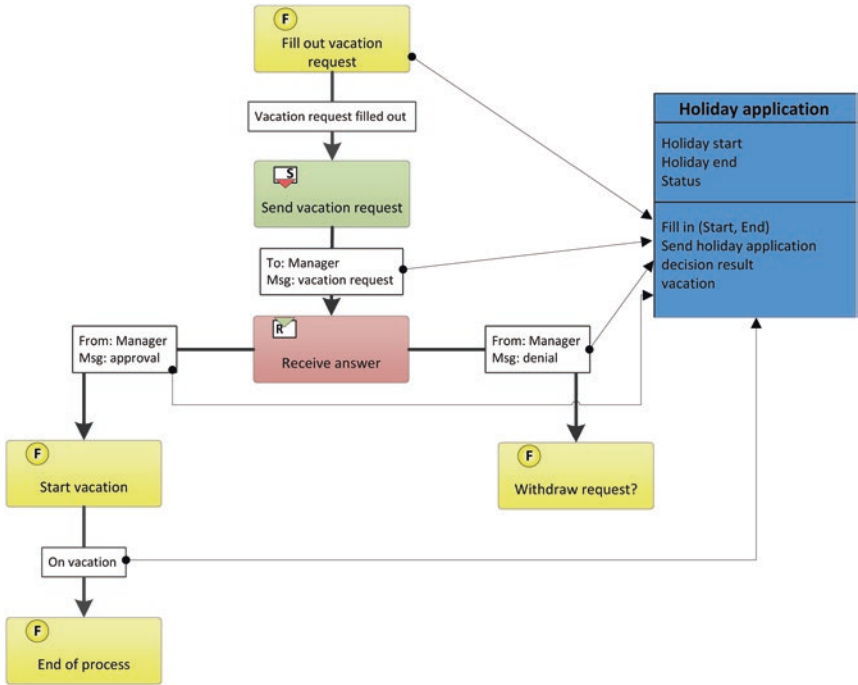 F
Fill out vacation
request
Vacation request filled out
S
Send vacation request
To: Manager
Msg: vacation request
R
Receive answer
From: Manager
Msg: approval
From: Manager
Msg: denial
F
Start vacation
F
Withdraw request?
On vacation
F
End of process
Holiday application
Holiday start
Holiday end
Status
Fill in (Start, End)
Send holiday application
decision result
vacation